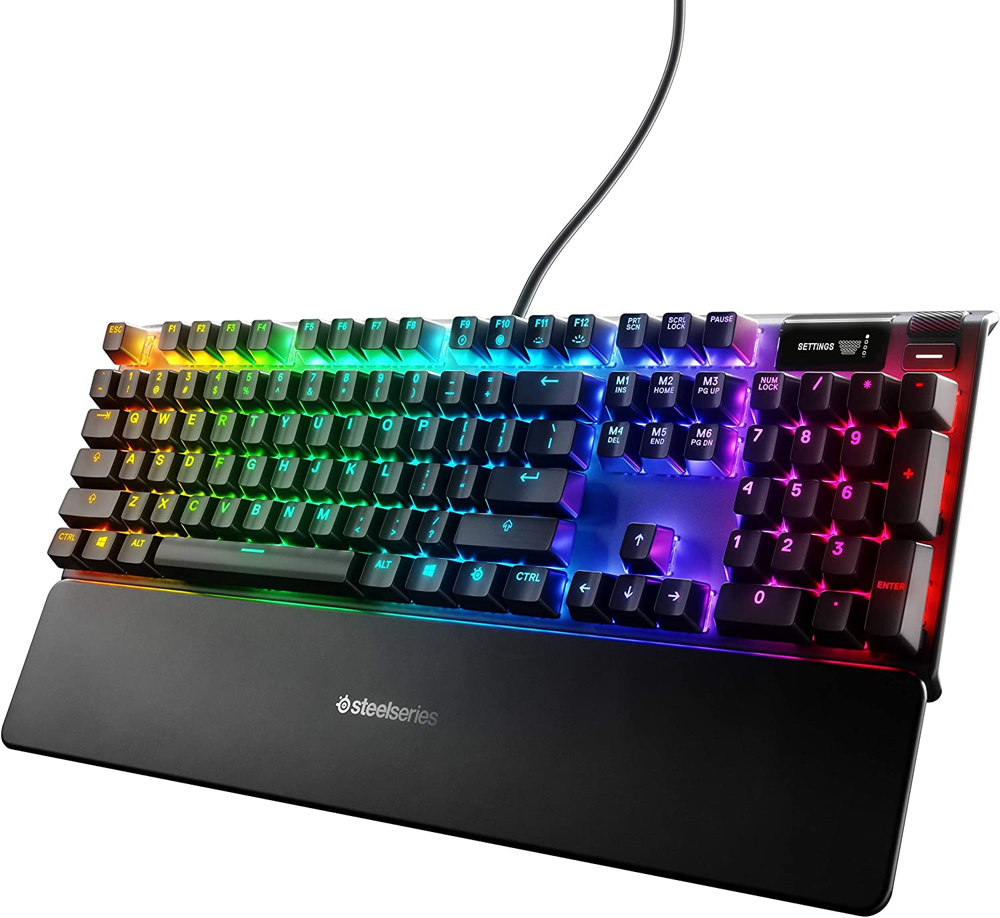 ESC F1 F2 F3 F4 F5 F6 F7 F8 F9 F10 F11 F12 PRT SCN SCRL LOCK PAUSE
SETTINGS
` ~ 1 ! 2 @ 3 # 4 $ 5 % 6 ^ 7 & 8 * 9 ( 0 ) - _ = + ← M1 INS M2 HOME M3 PG UP NUM LOCK / * -
Q W E R T Y U I O P [ { ] } \ | M4 DEL M5 END M6 PG DN 7 8 9 +
A S D F G H J K L ; : ' " 4 5 6
Z X C V B N M , < . > / ? ↑ 1 2 3 ENTER
CTRL ALT ALT CTRL ← ↓ → 0 .
steelseries